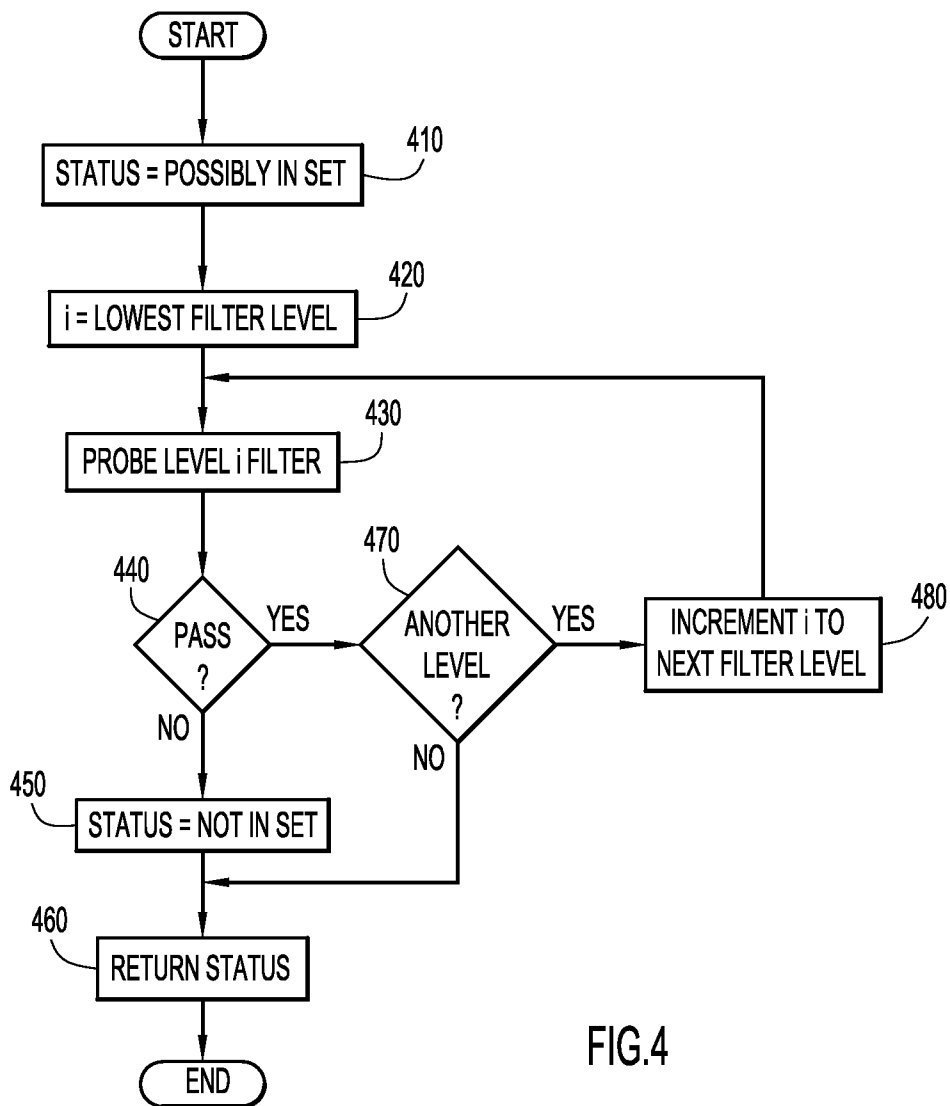 START
410
STATUS = POSSIBLY IN SET
420
i = LOWEST FILTER LEVEL
430
PROBE LEVEL i FILTER
440
PASS
?
YES
NO
470
ANOTHER
LEVEL
?
YES
NO
INCREMENT i TO
NEXT FILTER LEVEL
480
450
STATUS = NOT IN SET
460
RETURN STATUS
END
FIG.4